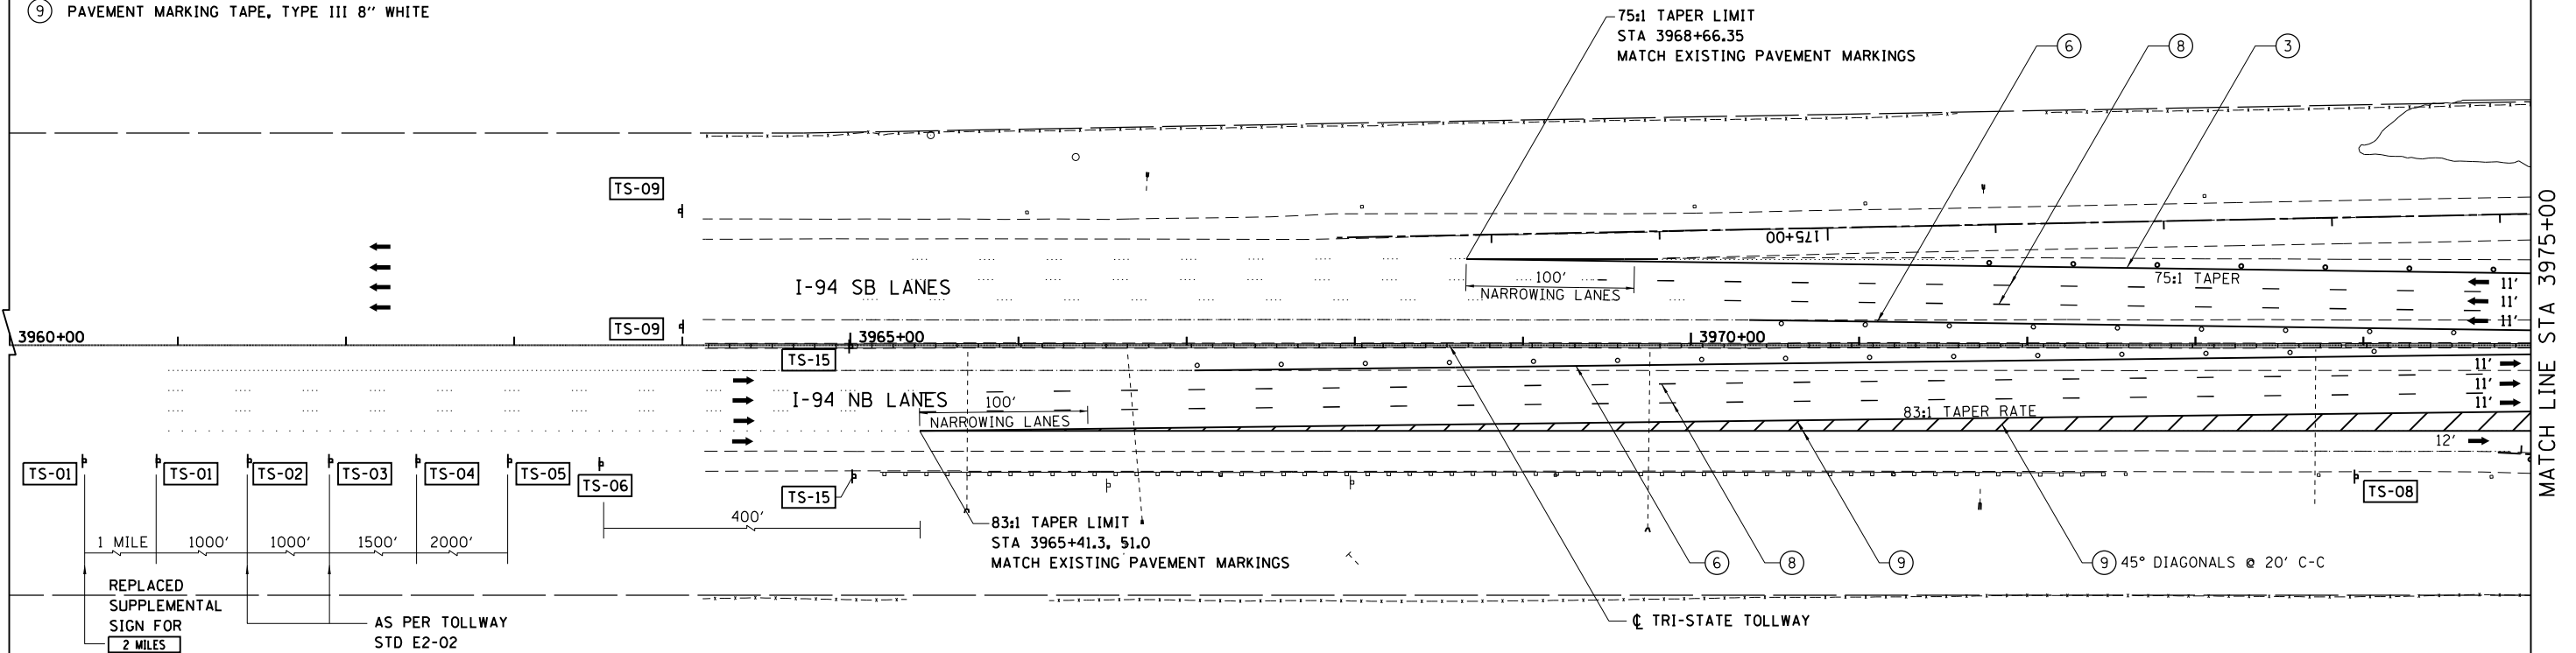 9 PAVEMENT MARKING TAPE, TYPE III 8" WHITE
75:1 TAPER LIMIT
STA 3968+66.35
MATCH EXISTING PAVEMENT MARKINGS
6
8
3
TS-09
175+00
I-94 SB LANES
100'
NARROWING LANES
75:1 TAPER
11'
11'
11'
TS-09
3960+00
3965+00
3970+00
TS-15
I-94 NB LANES
100'
NARROWING LANES
83:1 TAPER RATE
11'
11'
11'
12'
MATCH LINE STA 3975+00
TS-01
TS-01
TS-02
TS-03
TS-04
TS-05
TS-06
TS-15
TS-08
400'
1 MILE
1000'
1000'
1500'
2000'
83:1 TAPER LIMIT
STA 3965+41.3, 51.0
MATCH EXISTING PAVEMENT MARKINGS
6
8
9
9 45° DIAGONALS @ 20' C-C
REPLACED
SUPPLEMENTAL
SIGN FOR
2 MILES
AS PER TOLLWAY
STD E2-02
℄ TRI-STATE TOLLWAY